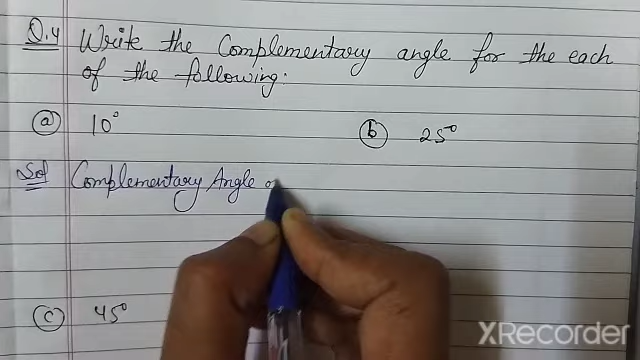 Q.4 Write the Complementary angle for the each
of the following:
(a) 10° (b) 25°
Sol Complementary Angle o
(c) 45°
XRecorder